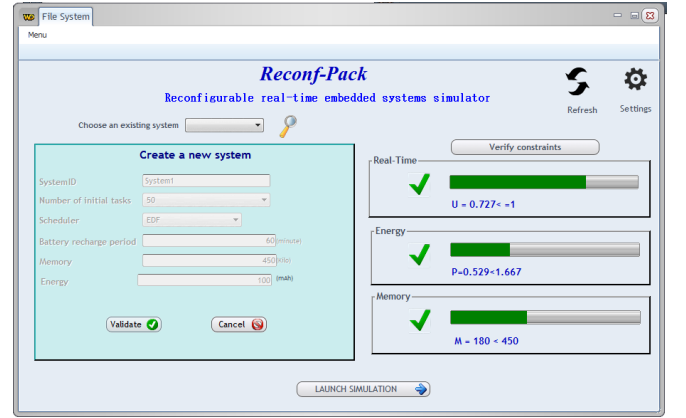 File System
Menu
Reconf-Pack
Reconfigurable real-time embedded systems simulator
Refresh
Settings
Choose an existing system
Verify constraints
Create a new system
SystemID System1
Number of initial tasks 50
Scheduler EDF
Battery recharge period 60 (minute)
Memory 450
Energy 100 (mAh)
Validate
Cancel
Real-Time
U = 0.727< =1
Energy
P=0.529<1.667
Memory
M = 180 < 450
LAUNCH SIMULATION